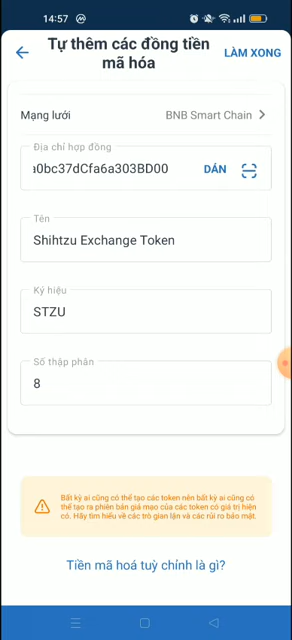 14:57
Tự thêm các đồng tiền
mã hóa
LÀM XONG
Mạng lưới
BNB Smart Chain
Địa chỉ hợp đồng
a0bc37dCfa6a303BD00
DÁN
Tên
Shihtzu Exchange Token
Ký hiệu
STZU
Số thập phân
8
Bất kỳ ai cũng có thể tạo các token nên bất kỳ ai cũng có
thể tạo ra phiên bản giả mạo của các token có giá trị hiện
có. Hãy tìm hiểu về các trò gian lận và các rủi ro bảo mật.
Tiền mã hoá tuỳ chỉnh là gì?